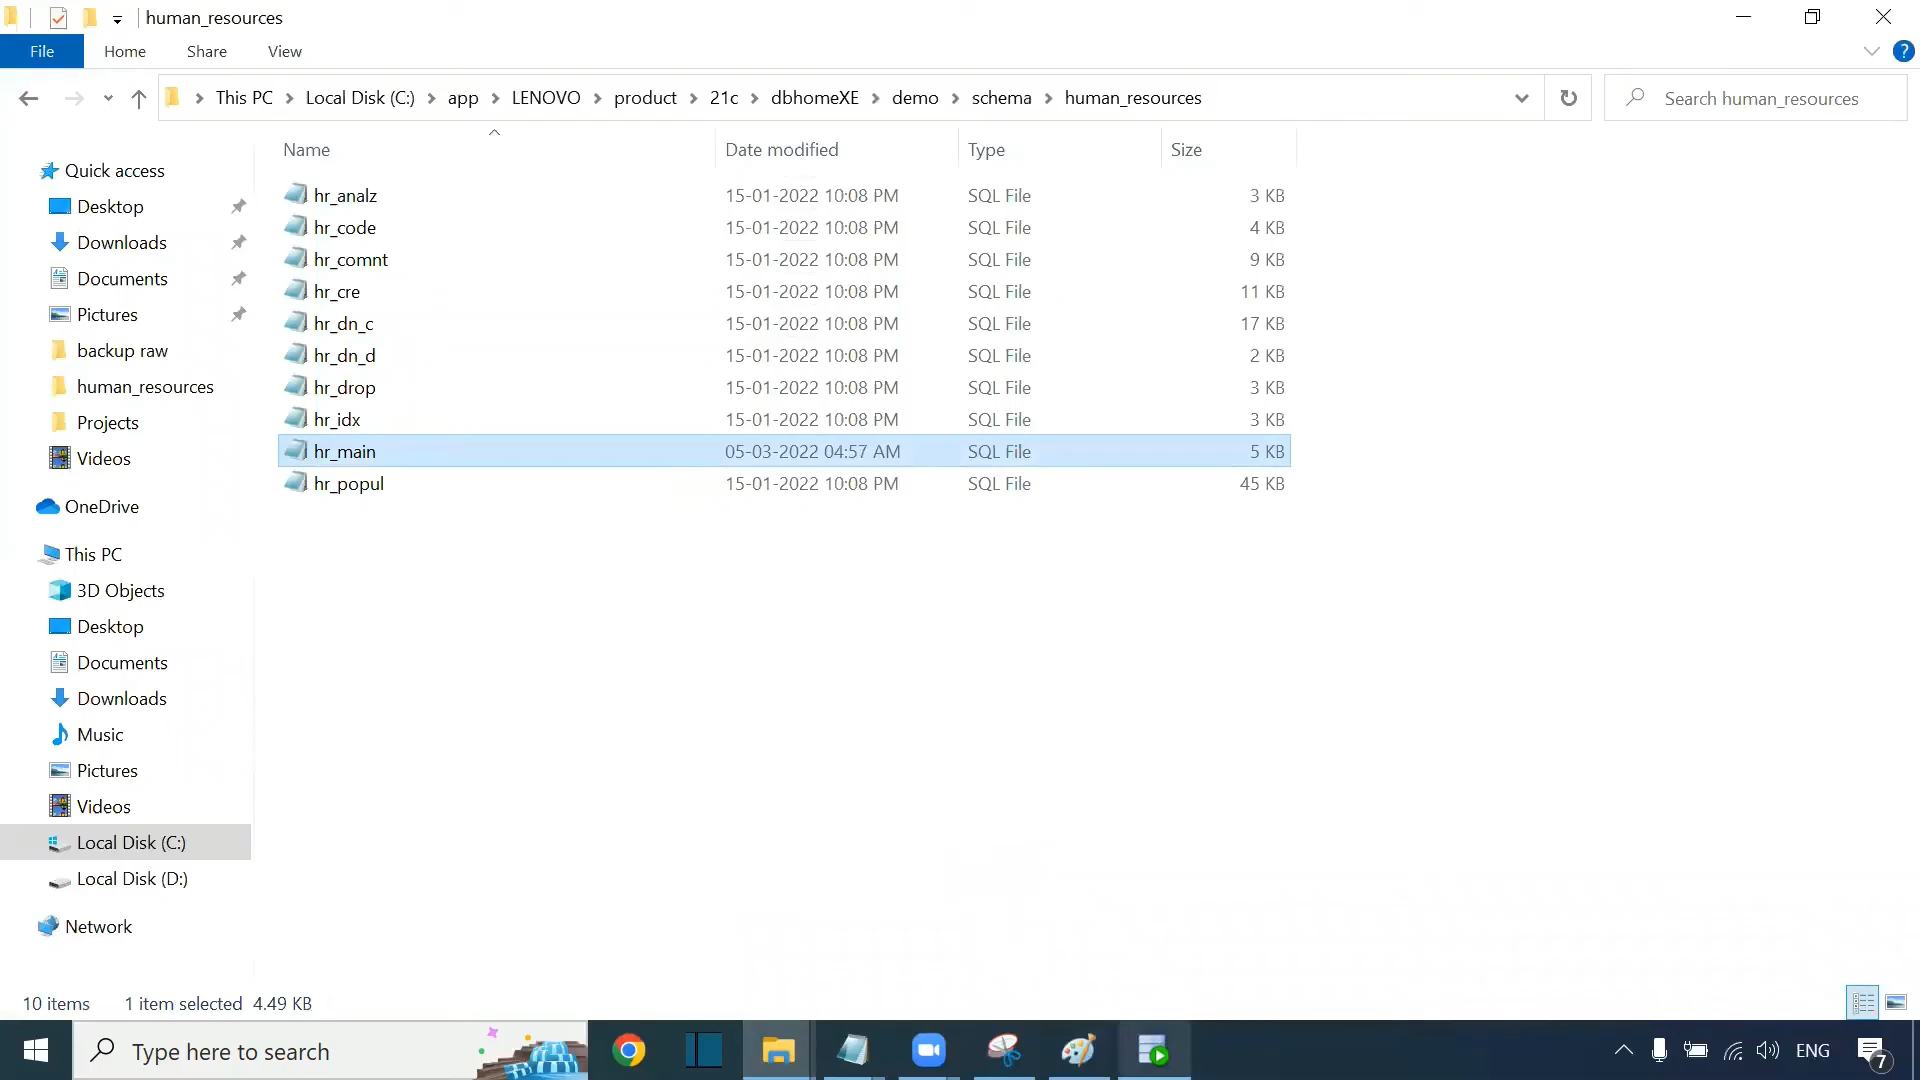 human_resources
File Home Share View
This PC Local Disk (C:) app LENOVO product 21c dbhomeXE demo schema human_resources Search human_resources
Name Date modified Type Size
Quick access
Desktop
Downloads
Documents
Pictures
backup raw
human_resources
Projects
Videos
OneDrive
This PC
3D Objects
Desktop
Documents
Downloads
Music
Pictures
Videos
Local Disk (C:)
Local Disk (D:)
Network
hr_analz 15-01-2022 10:08 PM SQL File 3 KB
hr_code 15-01-2022 10:08 PM SQL File 4 KB
hr_comnt 15-01-2022 10:08 PM SQL File 9 KB
hr_cre 15-01-2022 10:08 PM SQL File 11 KB
hr_dn_c 15-01-2022 10:08 PM SQL File 17 KB
hr_dn_d 15-01-2022 10:08 PM SQL File 2 KB
hr_drop 15-01-2022 10:08 PM SQL File 3 KB
hr_idx 15-01-2022 10:08 PM SQL File 3 KB
hr_main 05-03-2022 04:57 AM SQL File 5 KB
hr_popul 15-01-2022 10:08 PM SQL File 45 KB
10 items 1 item selected 4.49 KB
Type here to search ENG 7